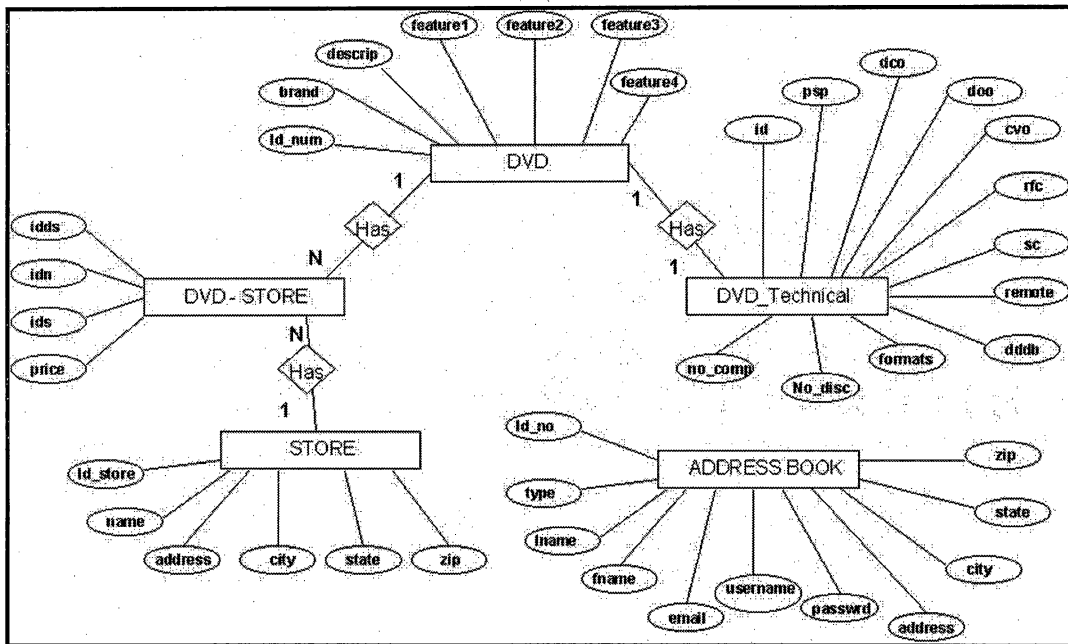 feature1
feature2
feature3
descrip
feature4
brand
Id_num
DVD
dco
psp
doo
id
cvo
rfc
sc
remote
dddb
1
Has
N
1
Has
1
idds
idn
ids
price
DVD - STORE
DVD_Technical
no_comp
No_disc
formats
N
Has
1
STORE
Id_store
name
address
city
state
zip
Id_no
ADDRESS BOOK
type
lname
fname
email
username
passwrd
address
city
state
zip